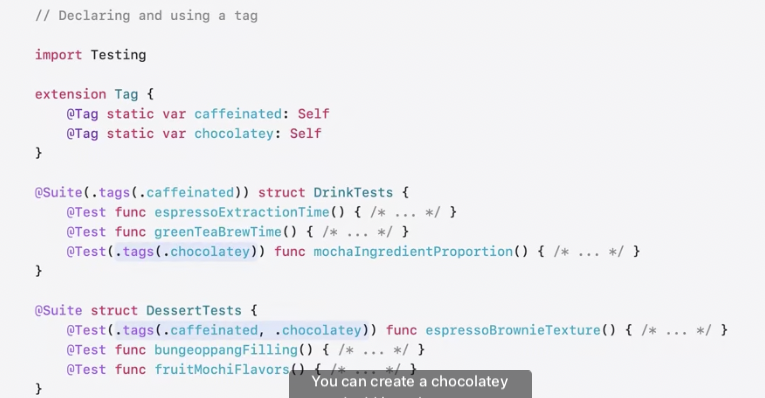 // Declaring and using a tag
import Testing
extension Tag {
@Tag static var caffeinated: Self
@Tag static var chocolatey: Self
}
@Suite(.tags(.caffeinated)) struct DrinkTests {
@Test func espressoExtractionTime() { /* ... */ }
@Test func greenTeaBrewTime() { /* ... */ }
@Test(.tags(.chocolatey)) func mochaIngredientProportion() { /* ... */ }
}
@Suite struct DessertTests {
@Test(.tags(.caffeinated, .chocolatey)) func espressoBrownieTexture() { /* ... */ }
@Test func bungeoppangFilling() { /* ... */ }
@Test func fruitMochiFlavors() { /* ... */ }
}
You can create a chocolatey